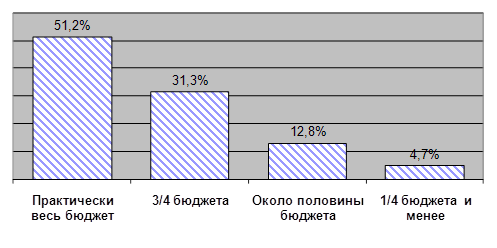 51,2%
31,3%
12,8%
4,7%
Практически
весь бюджет
3/4 бюджета
Около половины
бюджета
1/4 бюджета и
менее